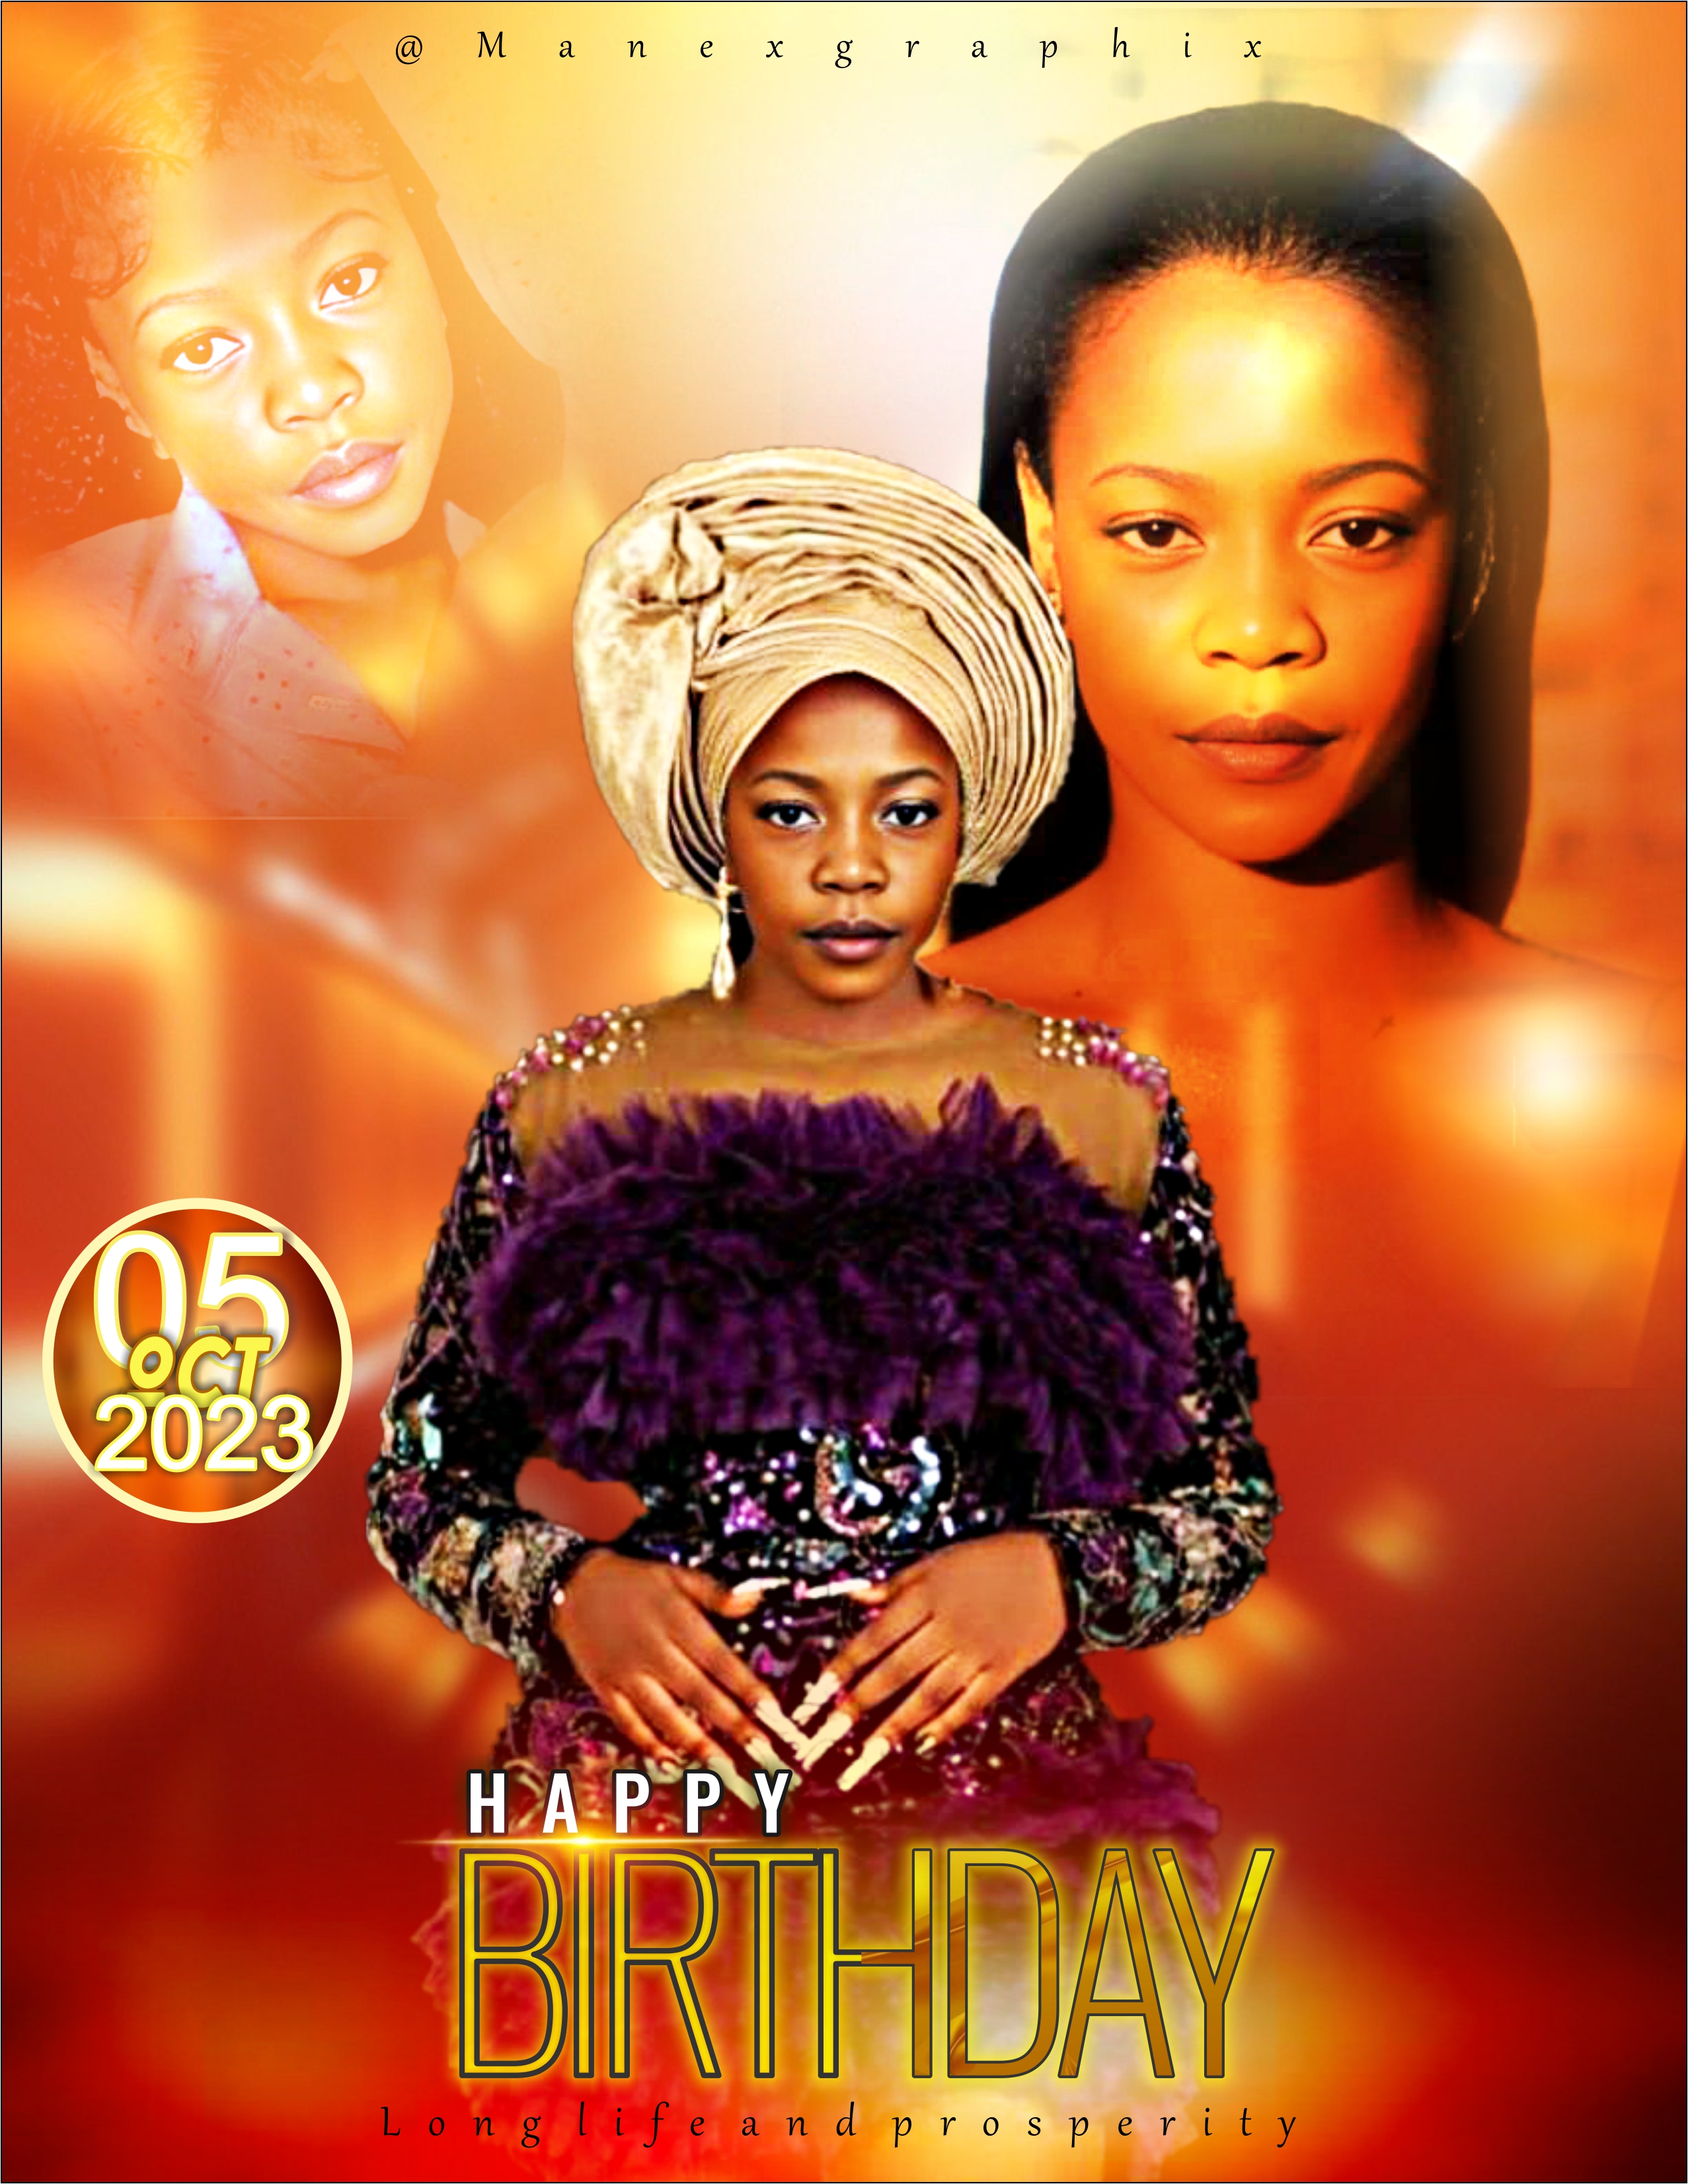 @Manexgraphix
05
OCT
2023
HAPPY
BIRTHDAY
Long life and prosperity